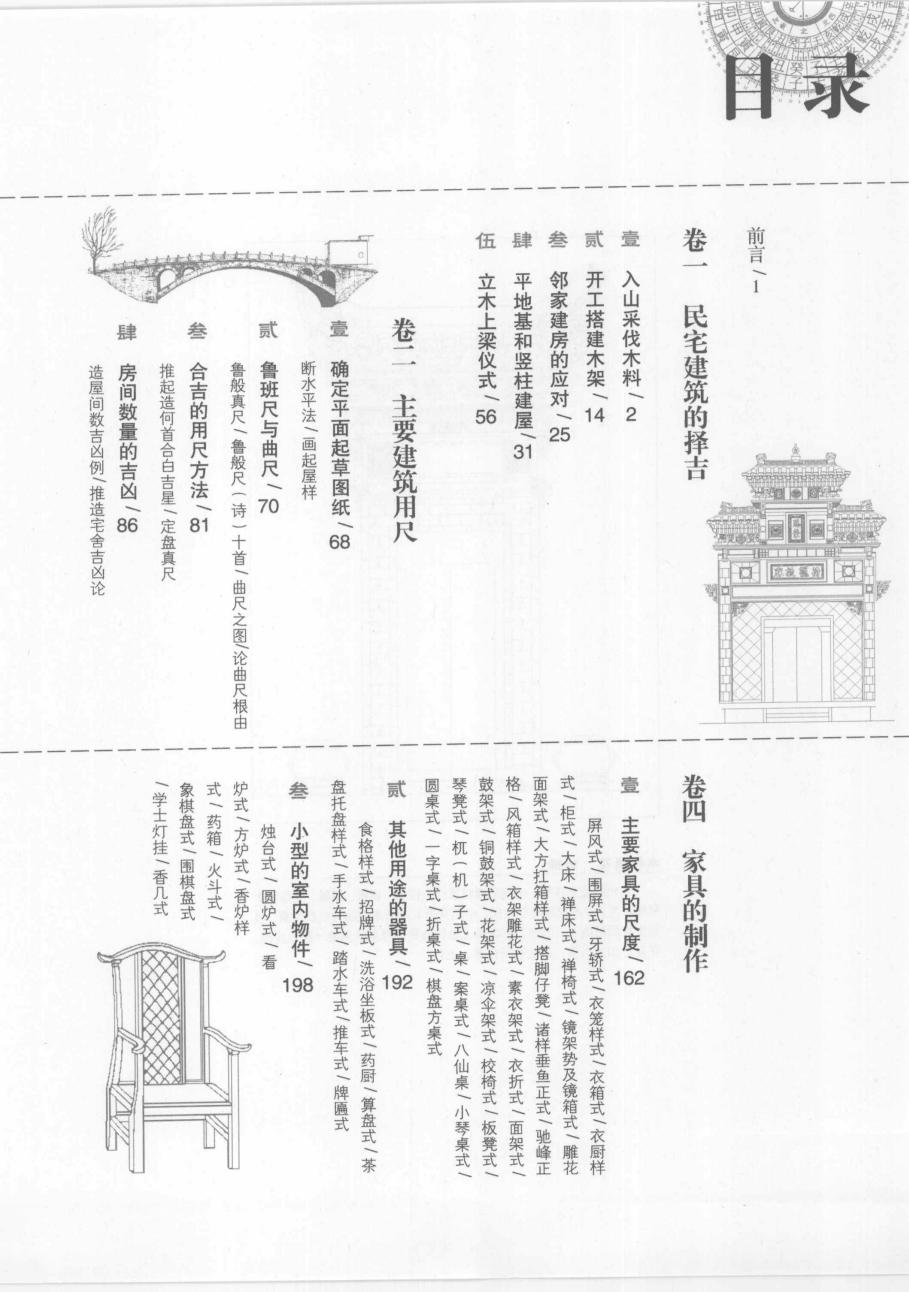 目录
前言/1
卷一 民宅建筑的择吉
壹 入山采伐木料/2
贰 开工搭建木架/14
叁 邻家建房的应对/25
肆 平地基和竖柱建屋/31
伍 立木上梁仪式/56
卷二 主要建筑用尺
壹 确定平面起草图纸/68
断水平法/画起屋样
贰 鲁班尺与曲尺/70
鲁般真尺/鲁般尺(诗)十首/曲尺之图/论曲尺根由
叁 合吉的用尺方法/81
推起造何首合白吉星/定盘真尺
肆 房间数量的吉凶/86
造屋间数吉凶例/推造宅舍吉凶论
卷四 家具的制作
壹 主要家具的尺度/162
屏风式/围屏式/牙轿式/衣笼样式/衣箱式/衣厨样
式/柜式/大床/禅床式/禅椅式/镜架势及镜箱式/雕花
面架式/大方扛箱样式/搭脚仔凳/诸样垂鱼正式/驰峰正
格/风箱样式/衣架雕花式/素衣架式/衣折式/面架式/
鼓架式/铜鼓架式/花架式/凉伞架式/校椅式/板凳式/
琴凳式/杌(机)子式/桌/案桌式/八仙桌/小琴桌式/
圆桌式/一字桌式/折桌式/棋盘方桌式
贰 其他用途的器具/192
食格样式/招牌式/洗浴坐板式/药厨/算盘式/茶
盘托盘样式/手水车式/踏水车式/推车式/牌匾式
叁 小型的室内物件/198
烛台式/圆炉式/看
炉式/方炉式/香炉样
式/药箱/火斗式/
象棋盘式/围棋盘式
/学士灯挂/香几式